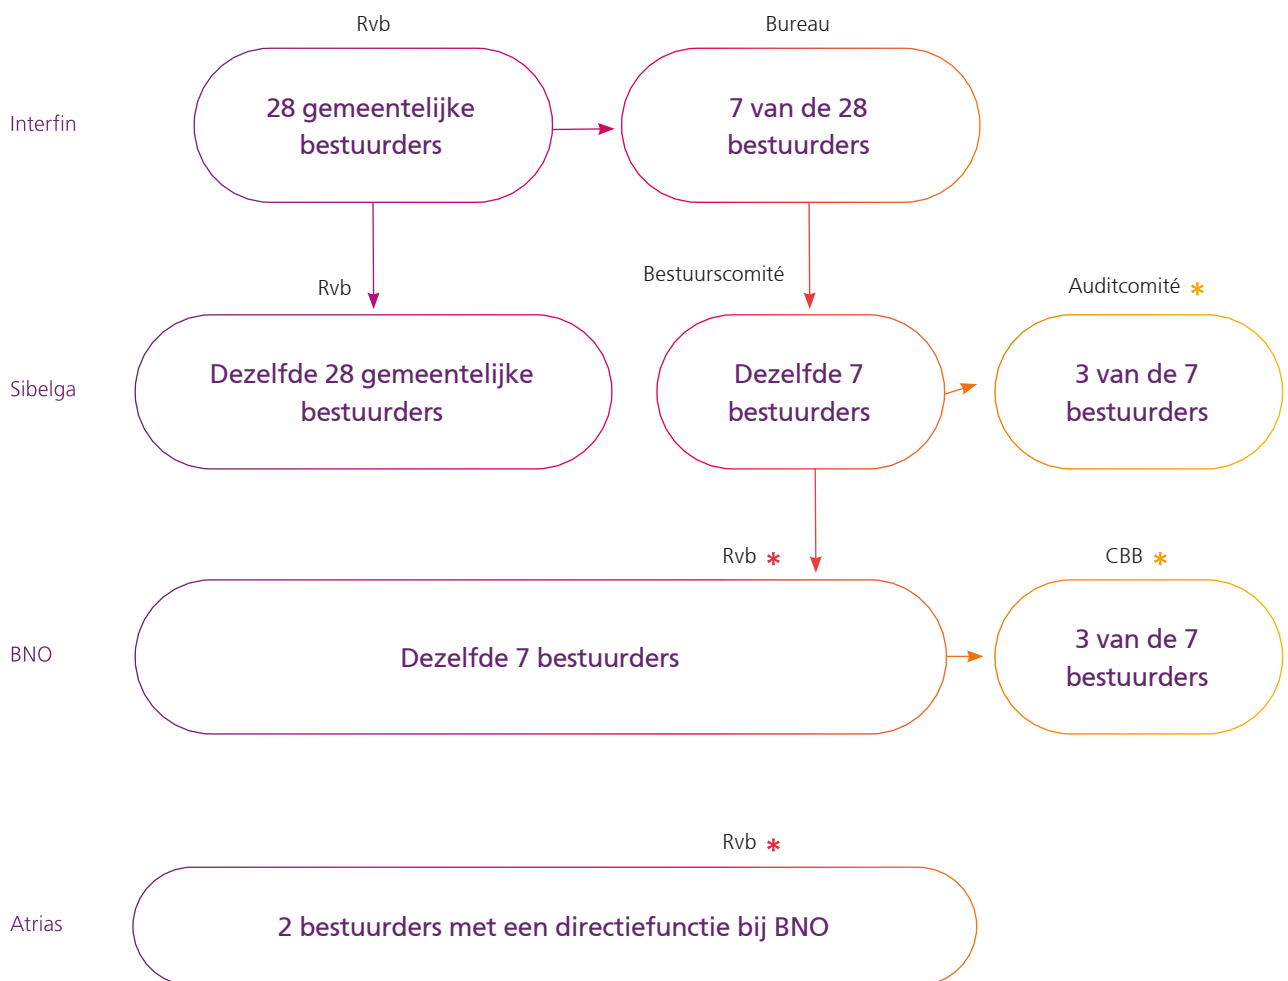 Rvb
Bureau
Interfin
28 gemeentelijke
bestuurders
7 van de 28
bestuurders
Rvb
Bestuurscomité
Auditcomité *
Sibelga
Dezelfde 28 gemeentelijke
bestuurders
Dezelfde 7
bestuurders
3 van de 7
bestuurders
Rvb *
CBB *
BNO
Dezelfde 7 bestuurders
3 van de 7
bestuurders
Rvb *
Atrias
2 bestuurders met een directiefunctie bij BNO